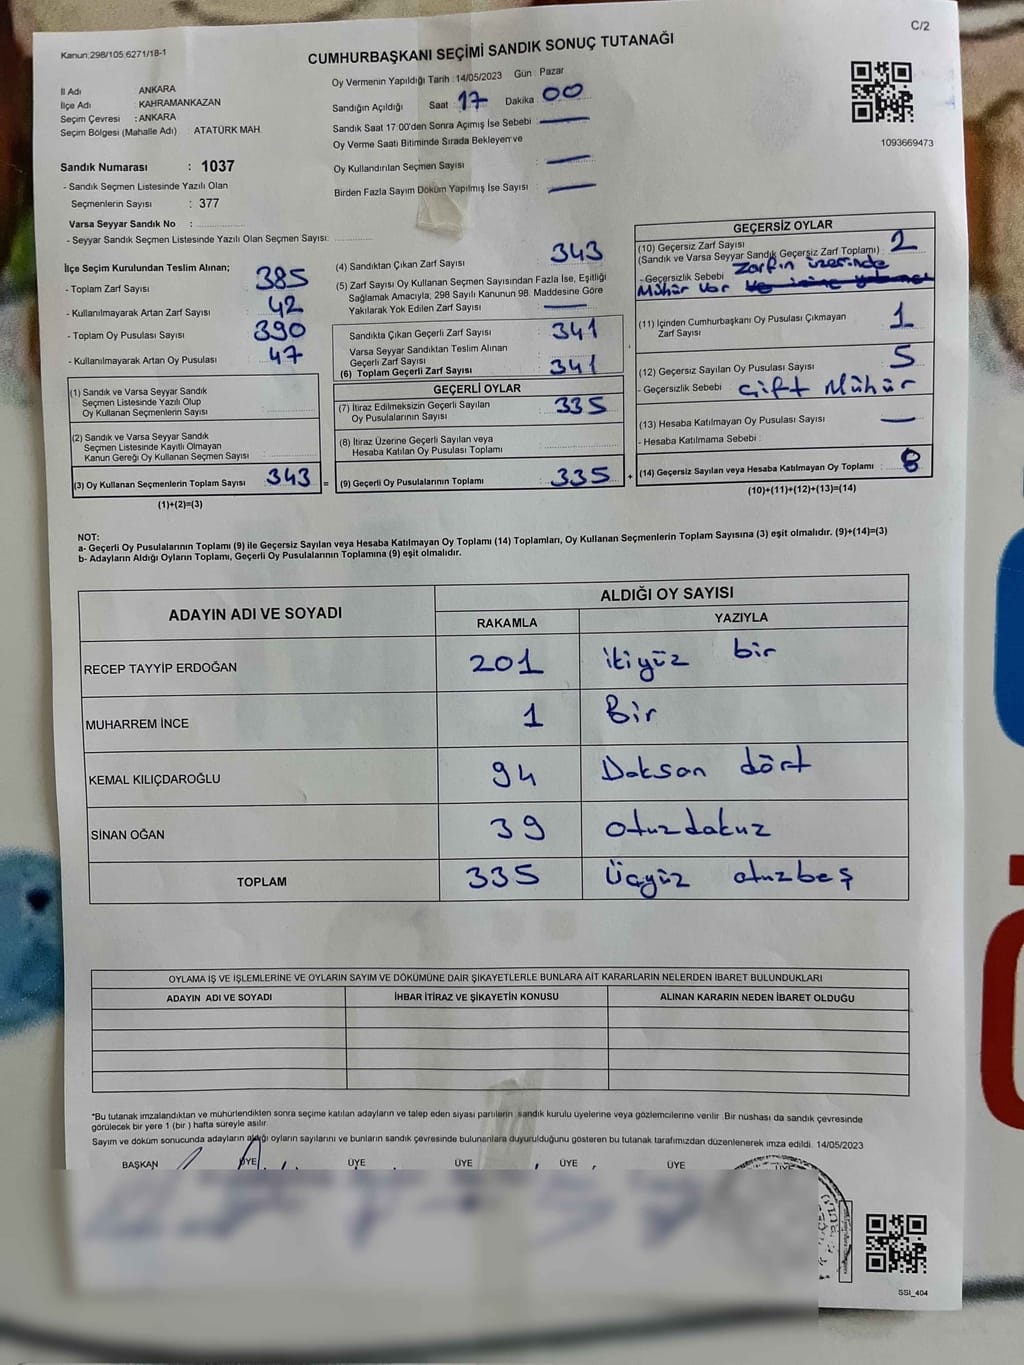 C/2
Kanun:298/105:6271/18-1
CUMHURBAŞKANI SEÇİMİ SANDIK SONUÇ TUTANAĞI
İl Adı ANKARA
İlçe Adı : KAHRAMANKAZAN
Seçim Çevresi : ANKARA
Seçim Bölgesi (Mahalle Adı) : ATATÜRK MAH.
Sandık Numarası : 1037
- Sandık Seçmen Listesinde Yazılı Olan
Seçmenlerin Sayısı : 377
Varsa Seyyar Sandık No :
- Seyyar Sandık Seçmen Listesinde Yazılı Olan Seçmen Sayısı:
Oy Vermenin Yapıldığı Tarih :14/05/2023 Gün : Pazar
Sandığın Açıldığı Saat 17 Dakika 00
Sandık Saat 17:00'den Sonra Açımış İse Sebebi
Oy Verme Saati Bitiminde Sırada Bekleyen ve
Oy Kullandırılan Seçmen Sayısı
Birden Fazla Sayım Döküm Yapılmış İse Sayısı
1093669473
İlçe Seçim Kurulundan Teslim Alınan;
- Toplam Zarf Sayısı 385
- Kullanılmayarak Artan Zarf Sayısı 42
- Toplam Oy Pusulası Sayısı 390
- Kullanılmayarak Artan Oy Pusulası 47
(1) Sandık ve Varsa Seyyar Sandık
Seçmen Listesinde Yazılı Olup
Oy Kullanan Seçmenlerin Sayısı
(2) Sandık ve Varsa Seyyar Sandık
Seçmen Listesinde Kayıtlı Olmayan
Kanun Gereği Oy Kullanan Seçmen Sayısı
(3) Oy Kullanan Seçmenlerin Toplam Sayısı 343 =
(1)+(2)=(3)
(4) Sandıktan Çıkan Zarf Sayısı 343
(5) Zarf Sayısı Oy Kullanan Seçmen Sayısından Fazla İse, Eşitliği
Sağlamak Amacıyla; 298 Sayılı Kanunun 98. Maddesine Göre
Yakılarak Yok Edilen Zarf Sayısı
Sandıkta Çıkan Geçerli Zarf Sayısı 341
Varsa Seyyar Sandıktan Teslim Alınan
Geçerli Zarf Sayısı
(6) Toplam Geçerli Zarf Sayısı 341
GEÇERLİ OYLAR
(7) İtiraz Edilmeksizin Geçerli Sayılan
Oy Pusulalarının Sayısı 335
(8) İtiraz Üzerine Geçerli Sayılan veya
Hesaba Katılan Oy Pusulası Toplamı
(9) Geçerli Oy Pusulalarının Toplamı 335 +
GEÇERSİZ OYLAR
(10) Geçersiz Zarf Sayısı 2
(Sandık ve Varsa Seyyar Sandık Geçersiz Zarf Toplamı)
- Geçersizlik Sebebi zarfın üzerinde
Mühür var
(11) İçinden Cumhurbaşkanı Oy Pusulası Çıkmayan
Zarf Sayısı 1
(12) Geçersiz Sayılan Oy Pusulası Sayısı 5
- Geçersizlik Sebebi : Çift Mühür
(13) Hesaba Katılmayan Oy Pusulası Sayısı
- Hesaba Katılmama Sebebi :
(14) Geçersiz Sayılan veya Hesaba Katılmayan Oy Toplamı : 8
(10)+(11)+(12)+(13)=(14)
NOT:
a- Geçerli Oy Pusulalarının Toplamı (9) ile Geçersiz Sayılan veya Hesaba Katılmayan Oy Toplamı (14) Toplamları, Oy Kullanan Seçmenlerin Toplam Sayısına (3) eşit olmalıdır. (9)+(14)=(3)
b- Adayların Aldığı Oyların Toplamı, Geçerli Oy Pusulalarının Toplamına (9) eşit olmalıdır.
ADAYIN ADI VE SOYADI ALDIĞI OY SAYISI
RAKAMLA YAZIYLA
RECEP TAYYİP ERDOĞAN 201 ikiyüz bir
MUHARREM İNCE 1 Bir
KEMAL KILIÇDAROĞLU 94 Doksan dört
SİNAN OĞAN 39 otuzdokuz
TOPLAM 335 Üçyüz otuzbeş
OYLAMA İŞ VE İŞLEMLERİNE VE OYLARIN SAYIM VE DÖKÜMÜNE DAİR ŞİKAYETLERLE BUNLARA AİT KARARLARIN NELERDEN İBARET BULUNDUKLARI
ADAYIN ADI VE SOYADI İHBAR İTİRAZ VE ŞİKAYETİN KONUSU ALINAN KARARIN NEDEN İBARET OLDUĞU
*Bu tutanak imzalandıktan ve mühürlendikten sonra seçime katılan adayların ve talep eden siyasi partilerin sandık kurulu üyelerine veya gözlemcilerine verilir. Bir nüshası da sandık çevresinde
görülecek bir yere 1 (bir ) hafta süreyle asılır.
Sayım ve döküm sonucunda adayların aldığı oyların sayılarını ve bunların sandık çevresinde bulunanlara duyurulduğunu gösteren bu tutanak tarafımızdan düzenlenerek imza edildi. 14/05/2023
BAŞKAN ÜYE ÜYE ÜYE ÜYE ÜYE ÜYE
SSI_404